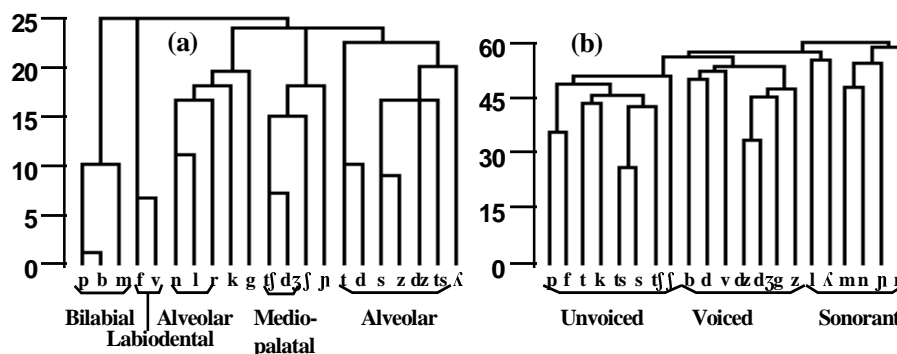 25
20
15
10
5
0
(a)
p b m f v n l r k g tʃ dʒ ʃ ɲ t d s z dz ts ʎ
Bilabial
Labiodental
Alveolar
Medio-
palatal
Alveolar
60
45
30
15
0
(b)
p f t k ts s tʃ ʃ b d v dz dʒ g z l ʎ m n ɲ r
Unvoiced
Voiced
Sonorant